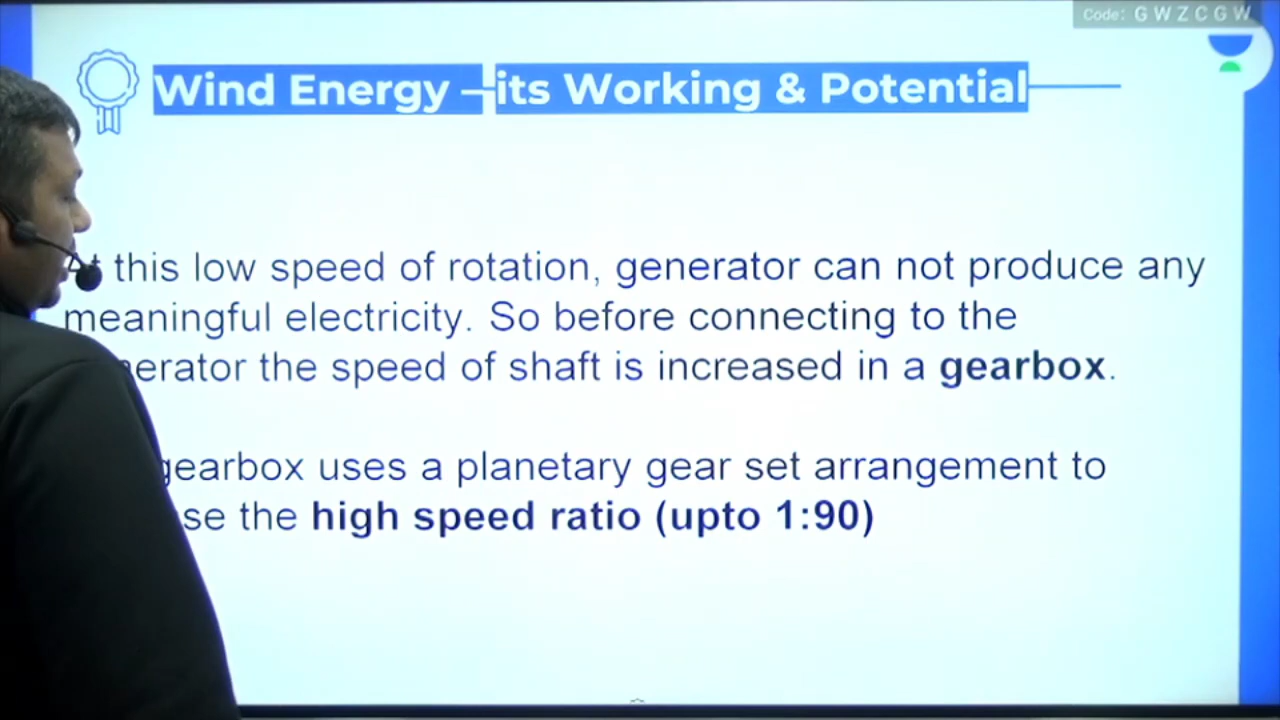 Code: G W Z C G W
Wind Energy – its Working & Potential
this low speed of rotation, generator can not produce any
meaningful electricity. So before connecting to the
the speed of shaft is increased in a gearbox.
gearbox uses a planetary gear set arrangement to
the high speed ratio (upto 1:90)